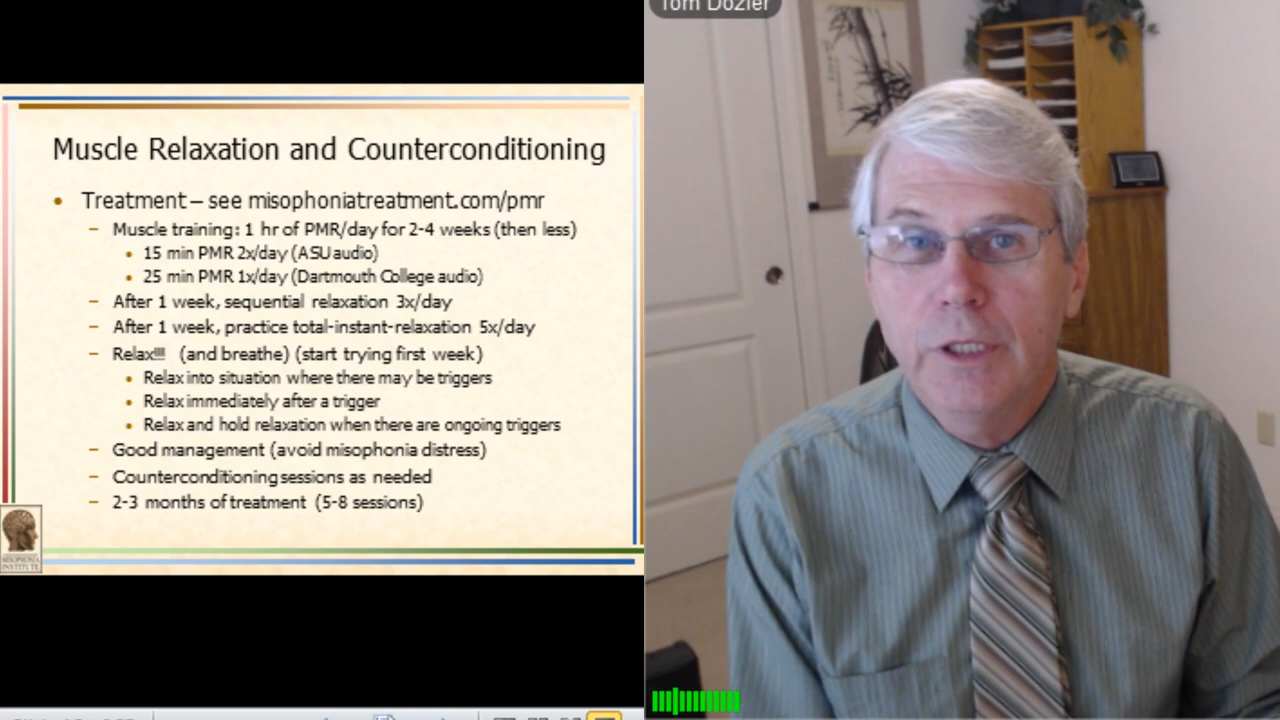 Tom Dozier
Muscle Relaxation and Counterconditioning
• Treatment – see misophoniatreatment.com/pmr
– Muscle training: 1 hr of PMR/day for 2-4 weeks (then less)
• 15 min PMR 2x/day (ASU audio)
• 25 min PMR 1x/day (Dartmouth College audio)
– After 1 week, sequential relaxation 3x/day
– After 1 week, practice total-instant-relaxation 5x/day
– Relax!!! (and breathe) (start trying first week)
• Relax into situation where there may be triggers
• Relax immediately after a trigger
• Relax and hold relaxation when there are ongoing triggers
– Good management (avoid misophonia distress)
– Counterconditioning sessions as needed
– 2-3 months of treatment (5-8 sessions)
MISOPHONIA
INSTITUTE